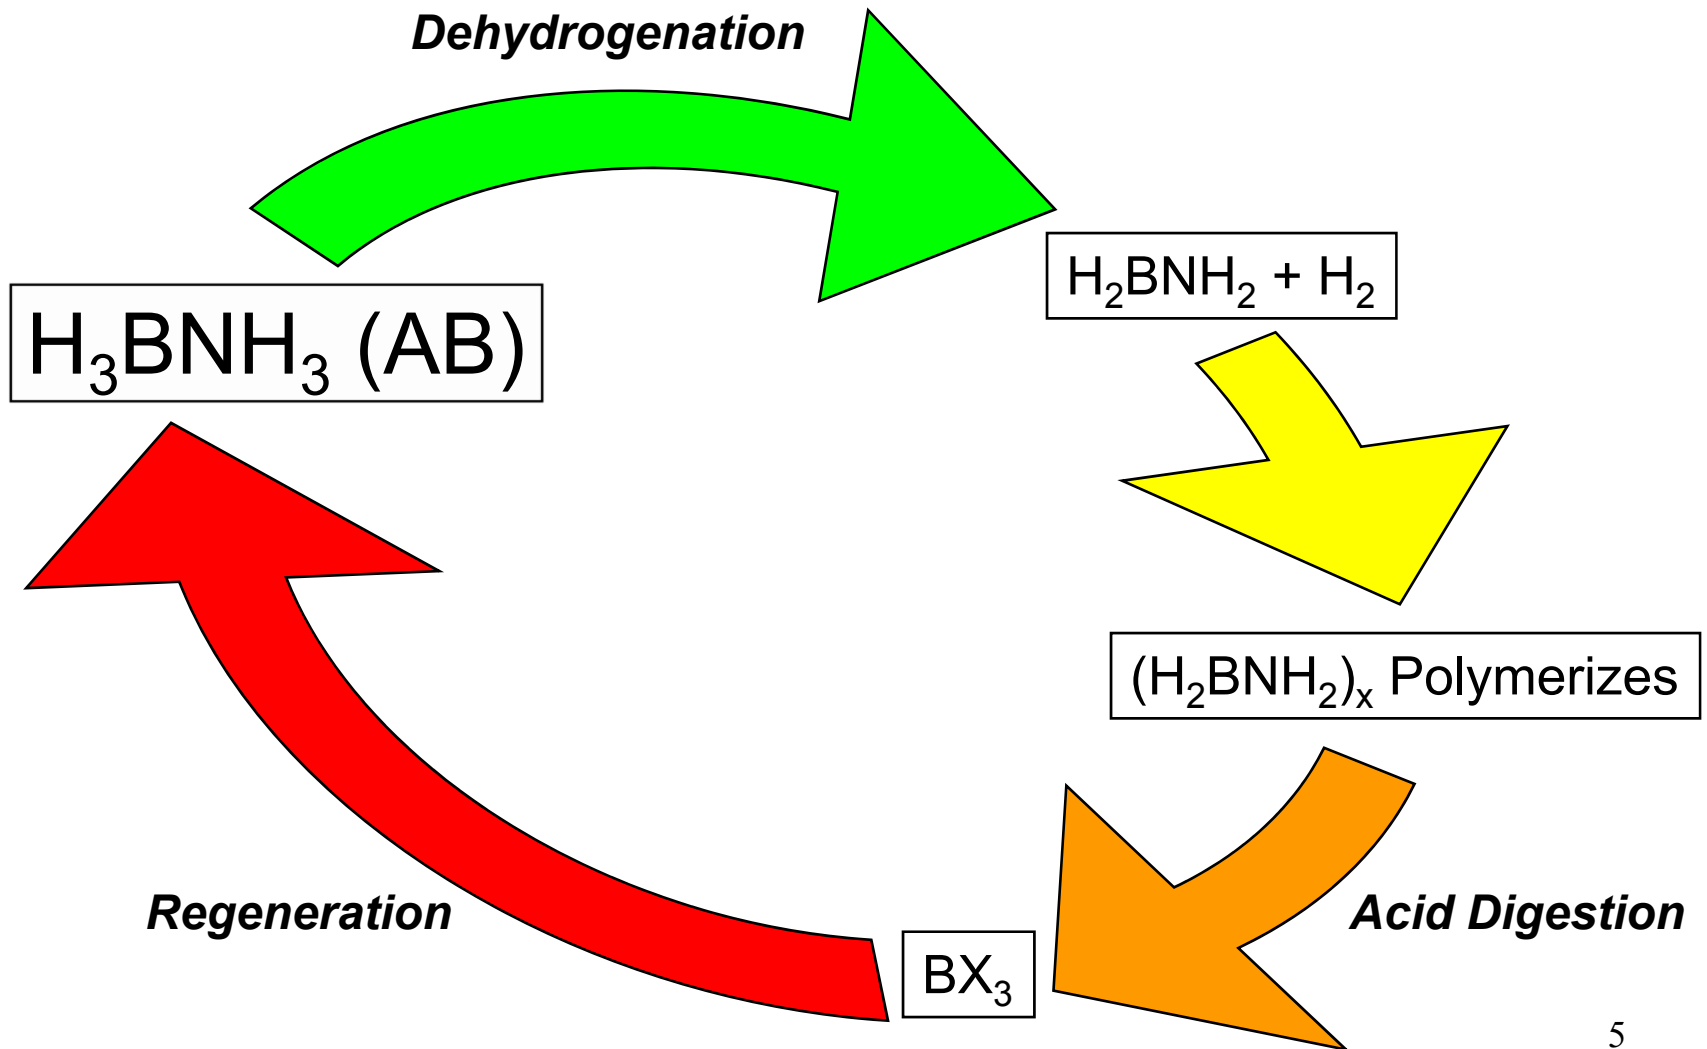 Dehydrogenation
H₂BNH₂ + H₂
H₃BNH₃ (AB)
(H₂BNH₂)ₓ Polymerizes
Regeneration
Acid Digestion
BX₃
5